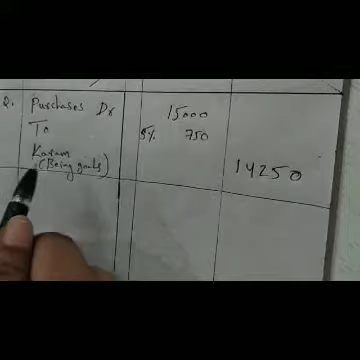 2. Purchases Dr 15000
To 5% 750
Karam
(Being goods) 14250